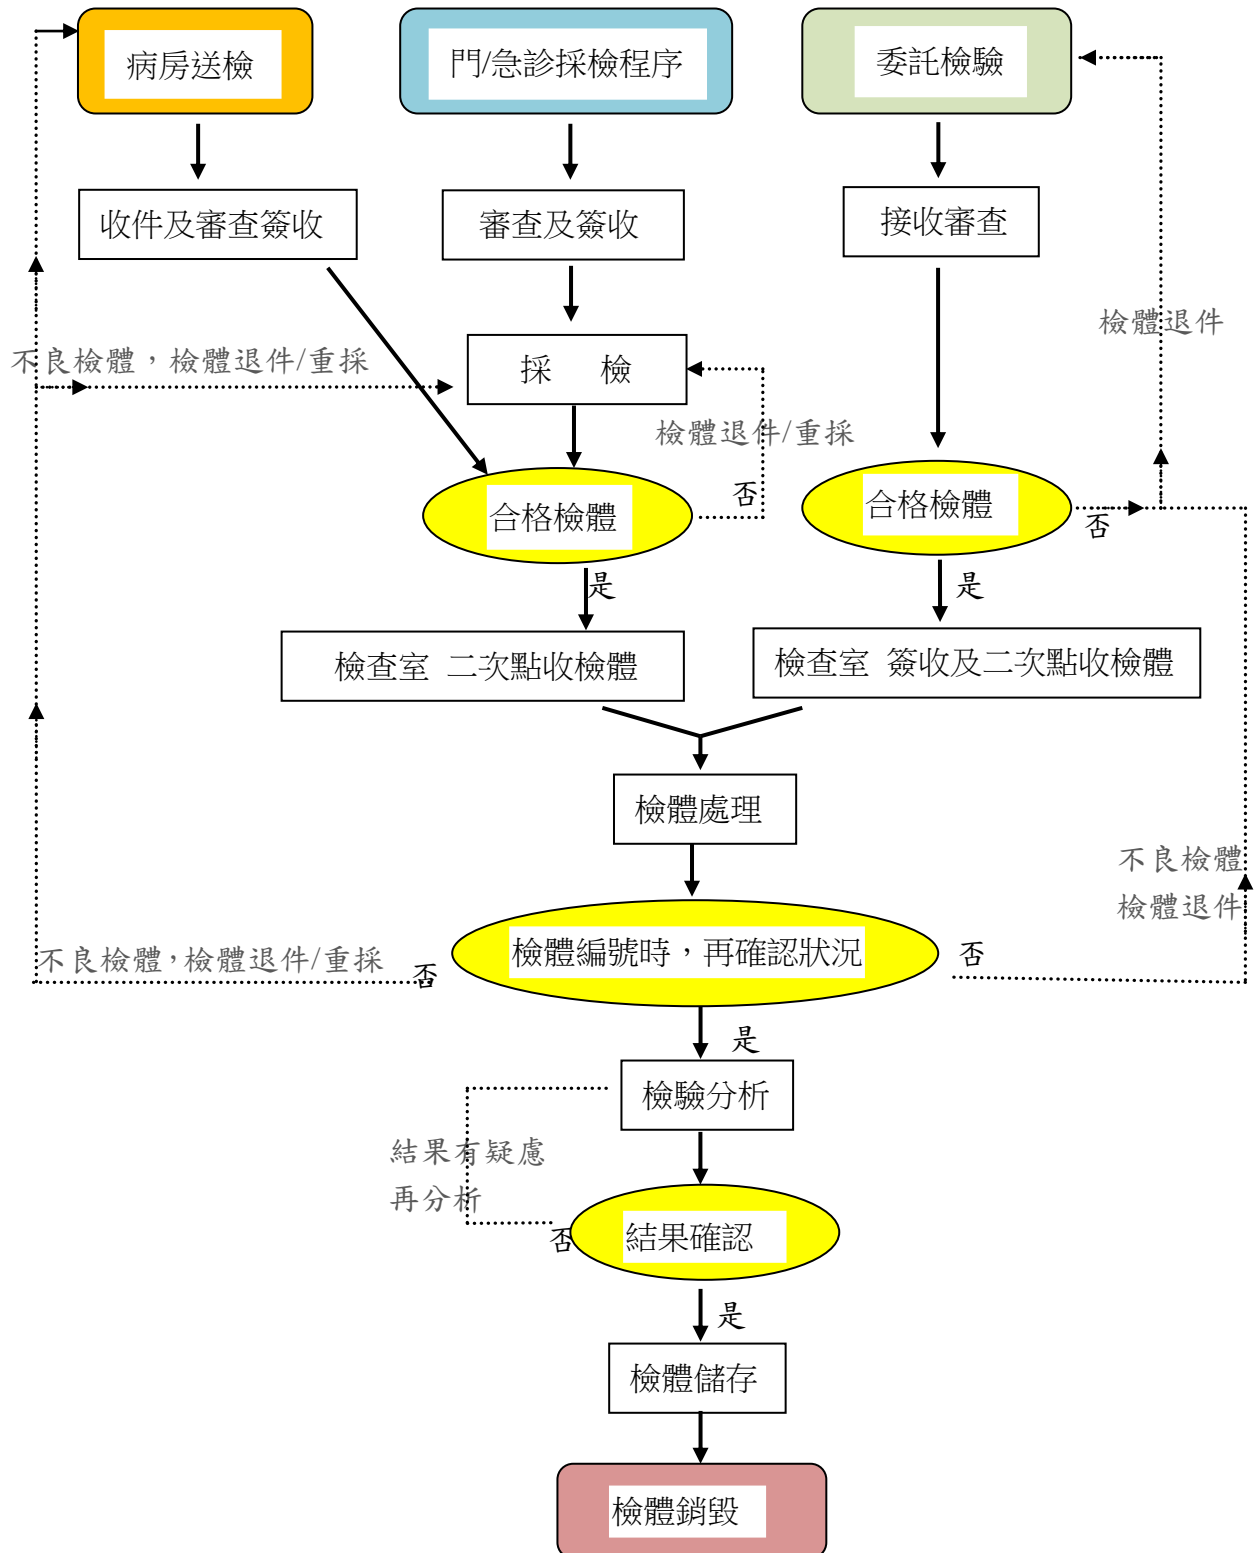 病房送檢
門/急診採檢程序
委託檢驗
收件及審查簽收
審查及簽收
接收審查
檢體退件
不良檢體，檢體退件/重採
採 檢
檢體退件/重採
否
合格檢體
合格檢體
否
是
是
檢查室 二次點收檢體
檢查室 簽收及二次點收檢體
檢體處理
不良檢體
檢體退件
不良檢體，檢體退件/重採
否
檢體編號時，再確認狀況
否
是
檢驗分析
結果有疑慮
再分析
否
結果確認
是
檢體儲存
檢體銷毀